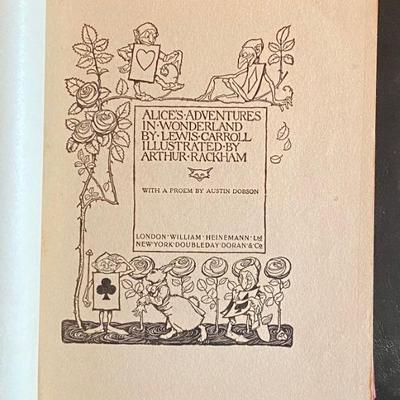 ALICE'S·ADVENTURES
IN·WONDERLAND
BY·LEWIS·CARROLL
ILLUSTRATED·BY
ARTHUR·RACKHAM
WITH·A·PROEM·BY·AUSTIN·DOBSON
LONDON·WILLIAM·HEINEMANN·Ltd
NEW·YORK·DOUBLEDAY·DORAN·&·Co